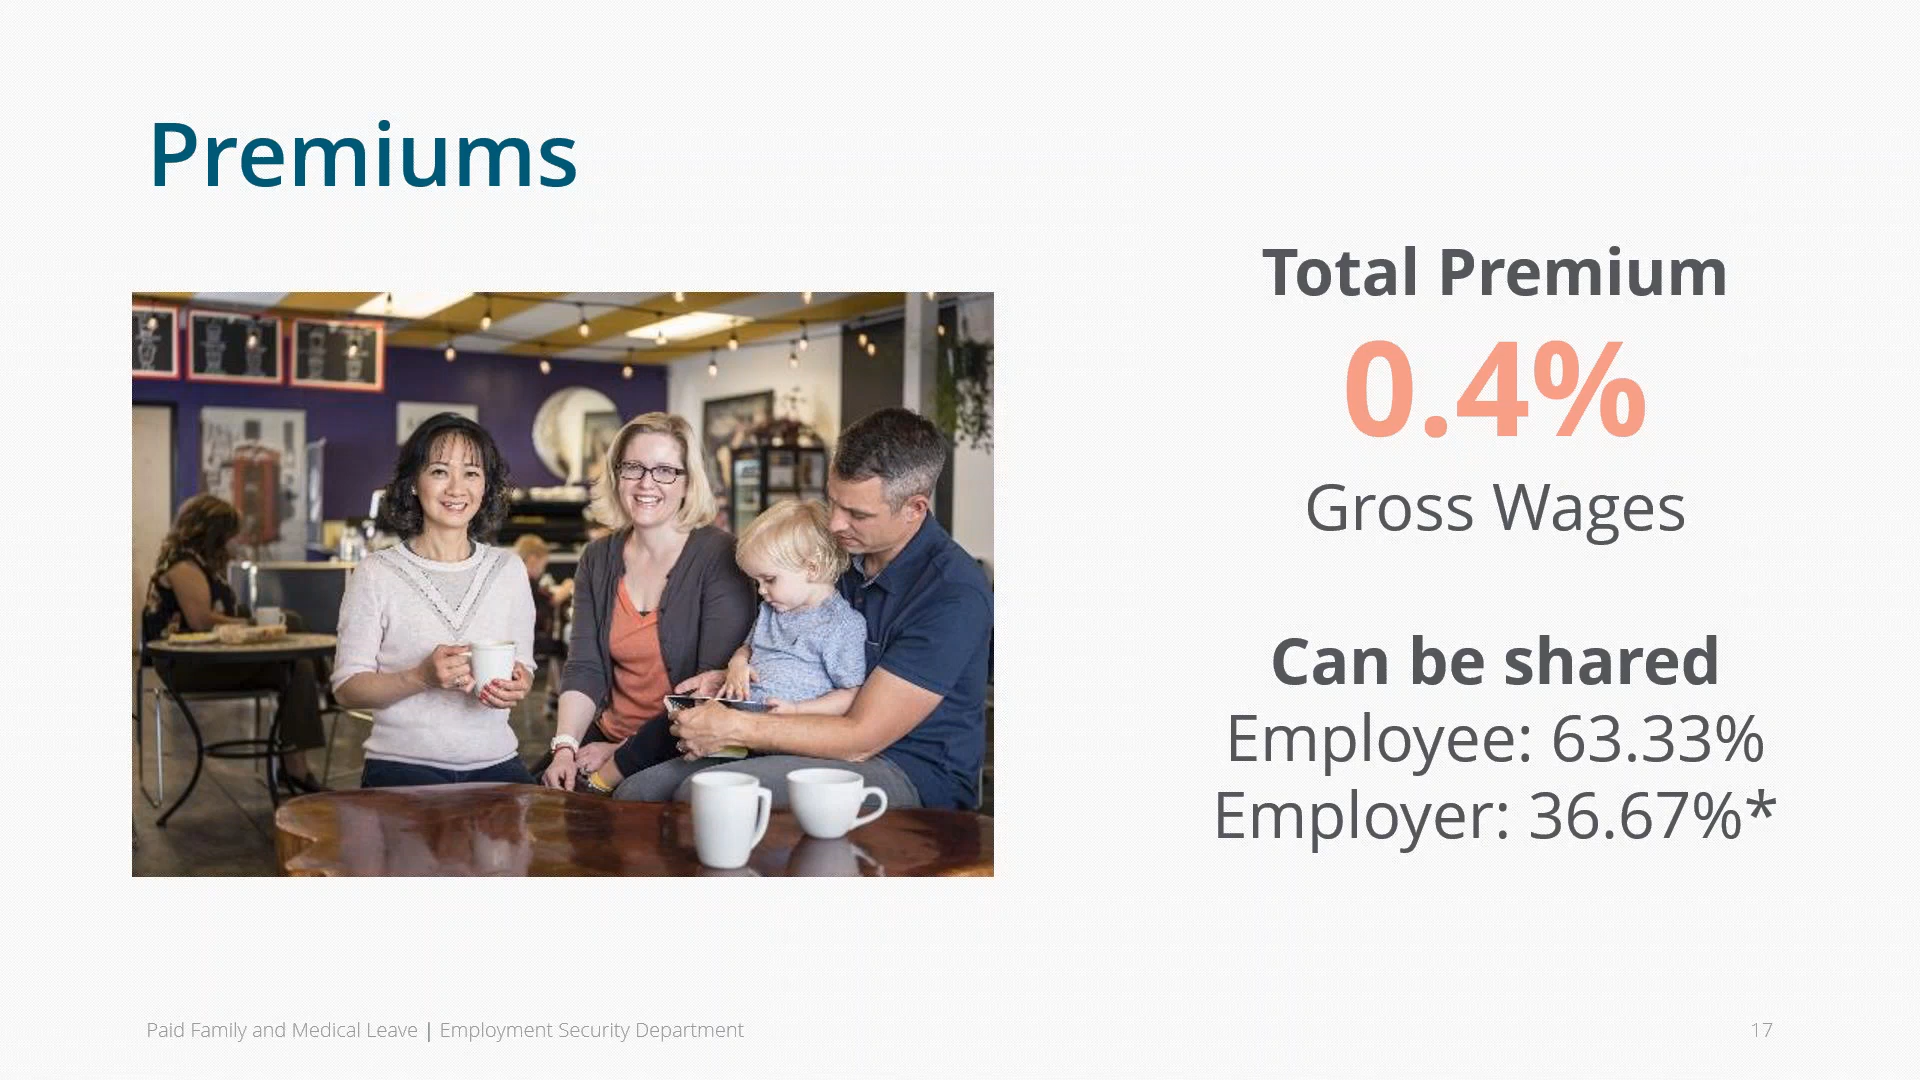 Premiums
Total Premium
0.4%
Gross Wages
Can be shared
Employee: 63.33%
Employer: 36.67%*
Paid Family and Medical Leave | Employment Security Department
17